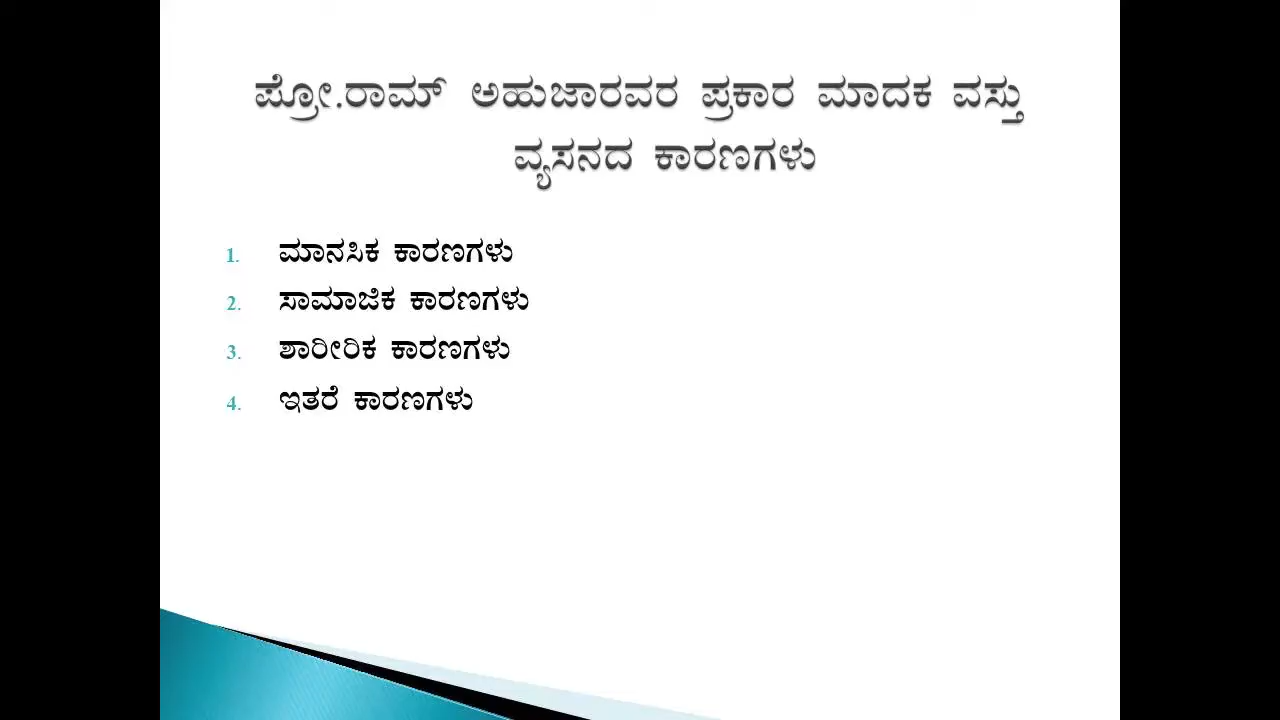 ಪ್ರೋ.ರಾಮ್ ಅಹುಜಾರವರ ಪ್ರಕಾರ ಮಾದಕ ವಸ್ತು
ವ್ಯಸನದ ಕಾರಣಗಳು
1. ಮಾನಸಿಕ ಕಾರಣಗಳು
2. ಸಾಮಾಜಿಕ ಕಾರಣಗಳು
3. ಶಾರೀರಿಕ ಕಾರಣಗಳು
4. ಇತರೆ ಕಾರಣಗಳು